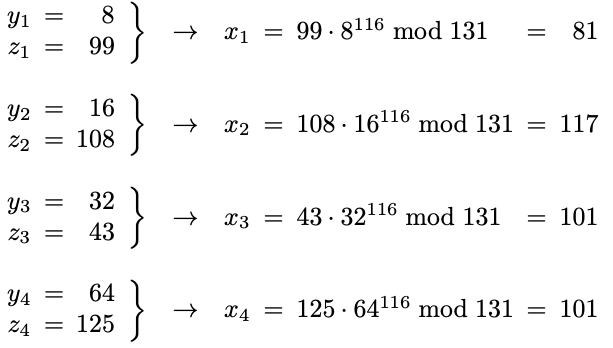 y₁ = 8
z₁ = 99 } → x₁ = 99 · 8¹¹⁶ mod 131 = 81
y₂ = 16
z₂ = 108 } → x₂ = 108 · 16¹¹⁶ mod 131 = 117
y₃ = 32
z₃ = 43 } → x₃ = 43 · 32¹¹⁶ mod 131 = 101
y₄ = 64
z₄ = 125 } → x₄ = 125 · 64¹¹⁶ mod 131 = 101